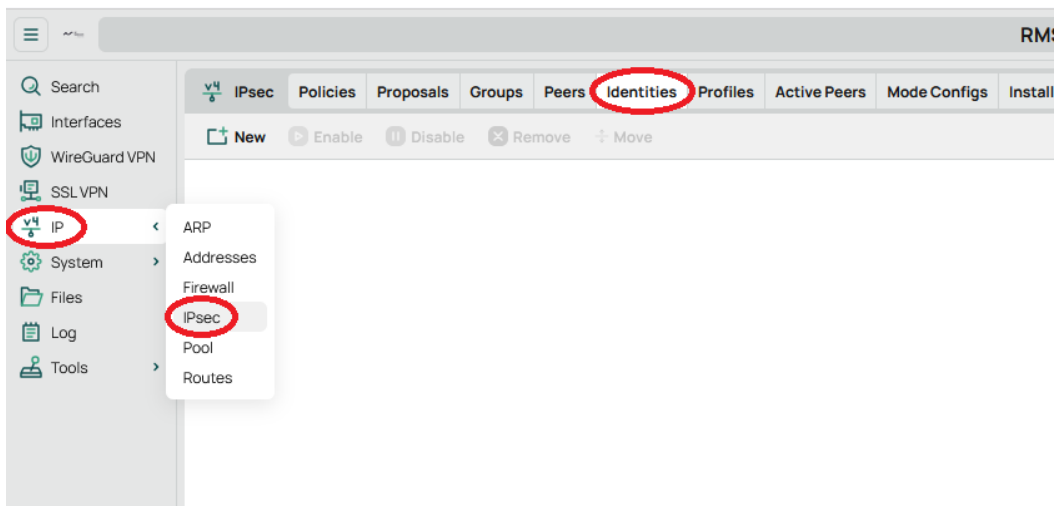 RMS
Search
Interfaces
WireGuard VPN
SSL VPN
IP
System
Files
Log
Tools
IPsec Policies Proposals Groups Peers Identities Profiles Active Peers Mode Configs Install
New Enable Disable Remove Move
ARP
Addresses
Firewall
IPsec
Pool
Routes